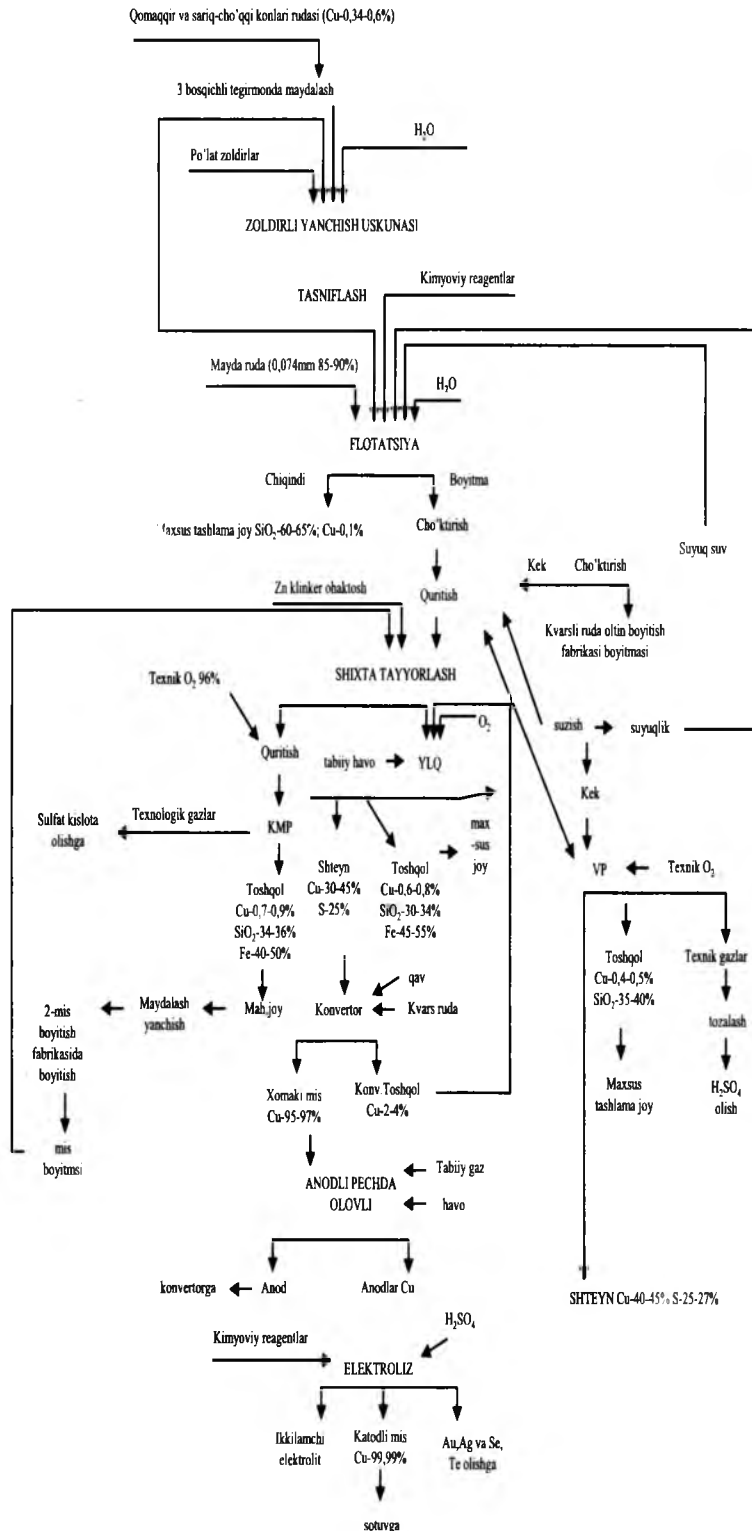 Qomaqqir va sariq-cho'qqi konlari rudasi (Cu-0,34-0,6%)
3 bosqichli tegirmonda maydalash
H₂O
Po'lat zoldirlar
ZOLDIRLI YANCHISH USKUNASI
Kimyoviy reagentlar
TASNIFLASH
Mayda ruda (0,074mm 85-90%)
H₂O
FLOTATSIYA
Chiqindi
Boyitma
Maxsus tashlama joy SiO₂-60-65%; Cu-0,1%
Cho'ktirish
Suyuq suv
Kek
Cho'ktirish
Zn klinker ohaktosh
Quritish
Kvarsli ruda oltin boyitish
fabrikasi boyitmasi
SHIXTA TAYYORLASH
Texnik O₂ 96%
O₂
suzish
suyuqlik
Quritish
tabiiy havo
YLQ
Kek
Sulfat kislota
olishga
Texnologik gazlar
KMP
max
-sus
joy
Shteyn
Cu-30-45%
S-25%
Toshqol
Cu-0,6-0,8%
SiO₂-30-34%
Fe-45-55%
VP
Texnik O₂
Toshqol
Cu-0,7-0,9%
SiO₂-34-36%
Fe-40-50%
Toshqol
Cu-0,4-0,5%
SiO₂-35-40%
Texnik gazlar
qav
2-mis
boyitish
fabrikasida
boyitish
Maydalash
yanchish
Mah.joy
Konvertor
Kvars ruda
tozalash
Xomaki mis
Cu-95-97%
Konv.Toshqol
Cu-2-4%
Maxsus
tashlama joy
H₂SO₄
olish
mis
boyitmsi
Tabiiy gaz
ANODLI PECHDA
OLOVLI
havo
konvertorga
Anod
Anodlar Cu
SHTEYN Cu-40-45% S-25-27%
H₂SO₄
Kimyoviy reagentlar
ELEKTROLIZ
Ikkilamchi
elektrolit
Katodli mis
Cu-99,99%
Au,Ag va Se,
Te olishga
sotuvga